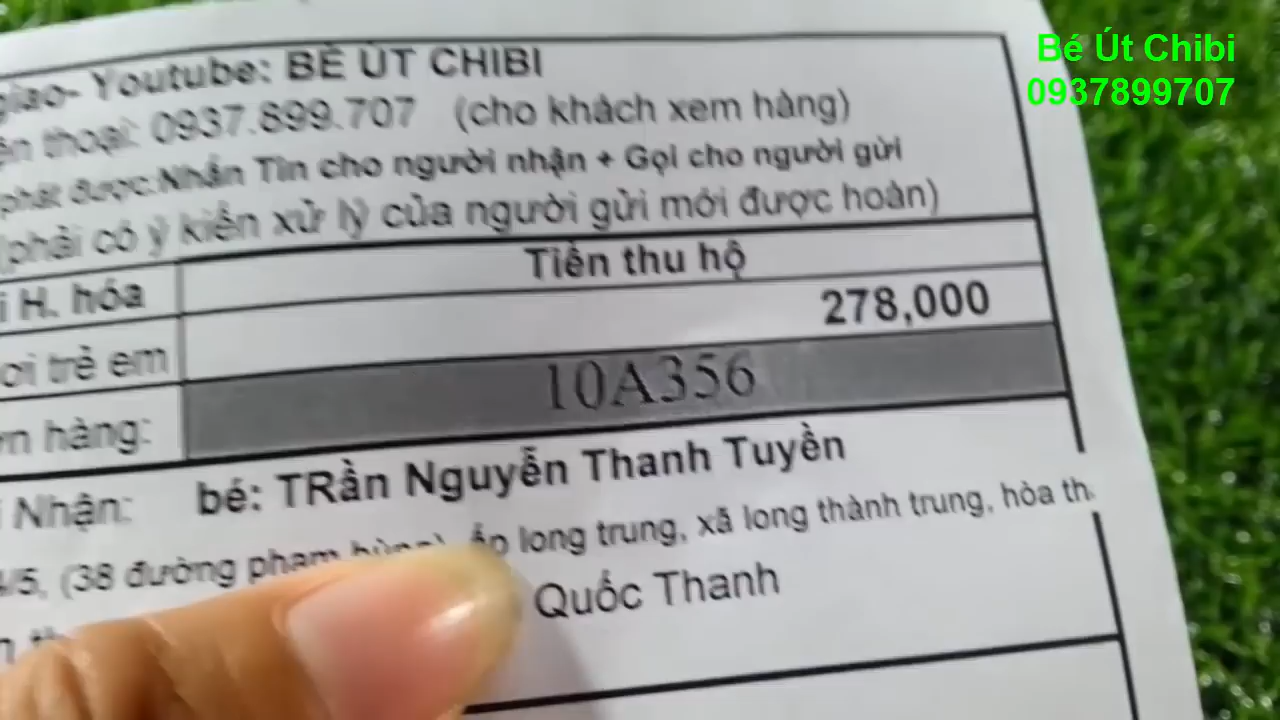 Bé Út Chibi
0937899707
giao- Youtube: BÉ ÚT CHIBI
thoại: 0937.899.707 (cho khách xem hàng)
phát được:Nhắn Tin cho người nhận + Gọi cho người gửi
(phải có ý kiến xử lý của người gửi mới được hoàn)
H. hóa
Tiền thu hộ
trẻ em
278,000
hàng:
10A356
Nhận: bé: TRần Nguyễn Thanh Tuyền
(38 đường phạm hùng), ấp long trung, xã long thành trung, hòa
Quốc Thanh